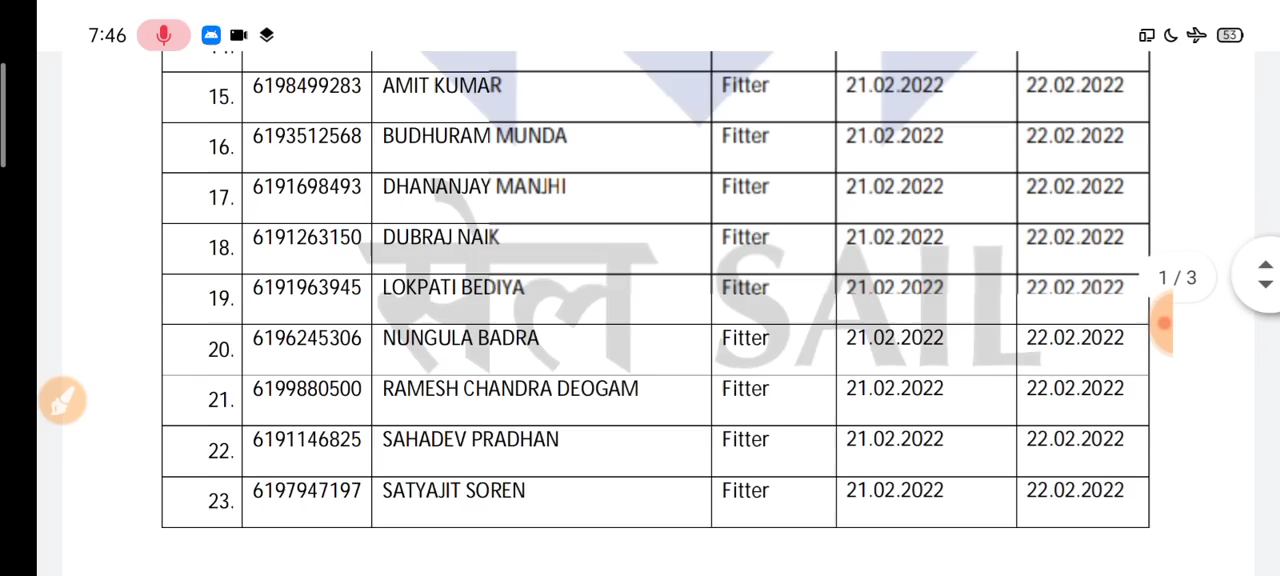 7:46 53
15. 6198499283 AMIT KUMAR Fitter 21.02.2022 22.02.2022
16. 6193512568 BUDHURAM MUNDA Fitter 21.02.2022 22.02.2022
17. 6191698493 DHANANJAY MANJHI Fitter 21.02.2022 22.02.2022
18. 6191263150 DUBRAJ NAIK Fitter 21.02.2022 22.02.2022
सेल SAIL
19. 6191963945 LOKPATI BEDIYA Fitter 21.02.2022 22.02.2022
1 / 3
20. 6196245306 NUNGULA BADRA Fitter 21.02.2022 22.02.2022
21. 6199880500 RAMESH CHANDRA DEOGAM Fitter 21.02.2022 22.02.2022
22. 6191146825 SAHADEV PRADHAN Fitter 21.02.2022 22.02.2022
23. 6197947197 SATYAJIT SOREN Fitter 21.02.2022 22.02.2022